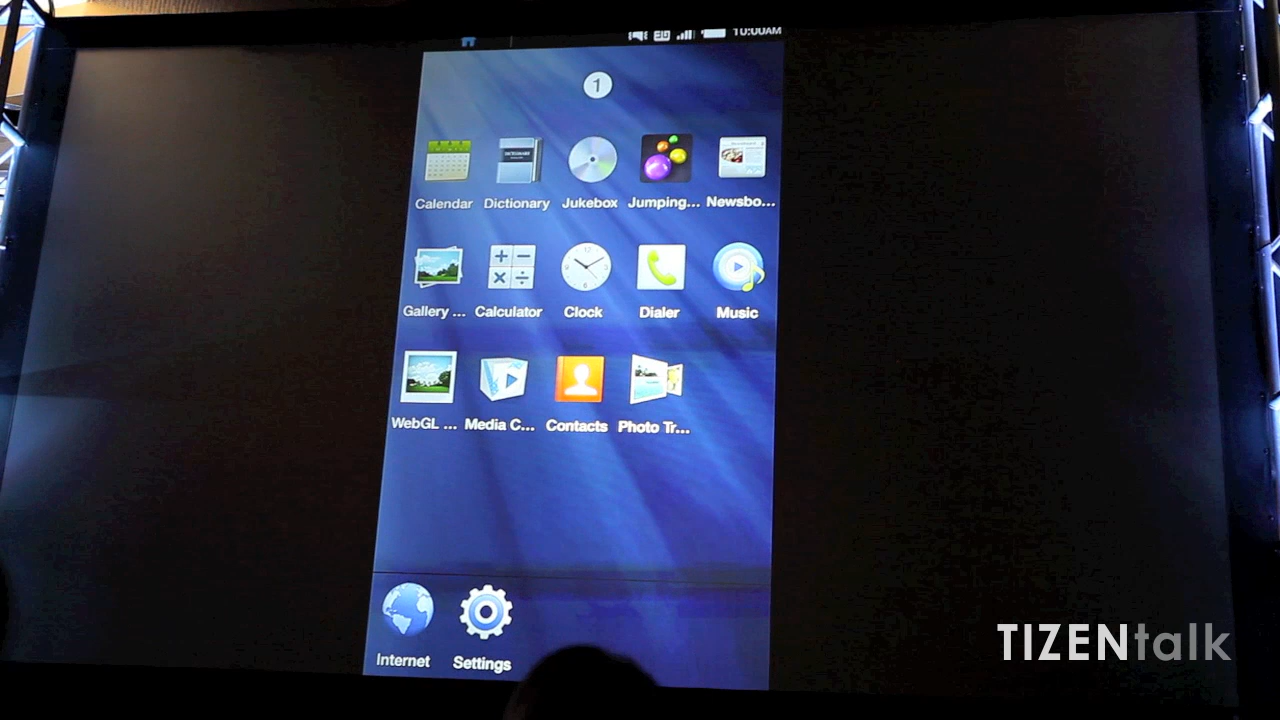 10:00AM
1
Calendar Dictionary Jukebox Jumping... Newsbo...
Gallery ... Calculator Clock Dialer Music
WebGL ... Media C... Contacts Photo Tr...
Internet Settings
TIZENtalk